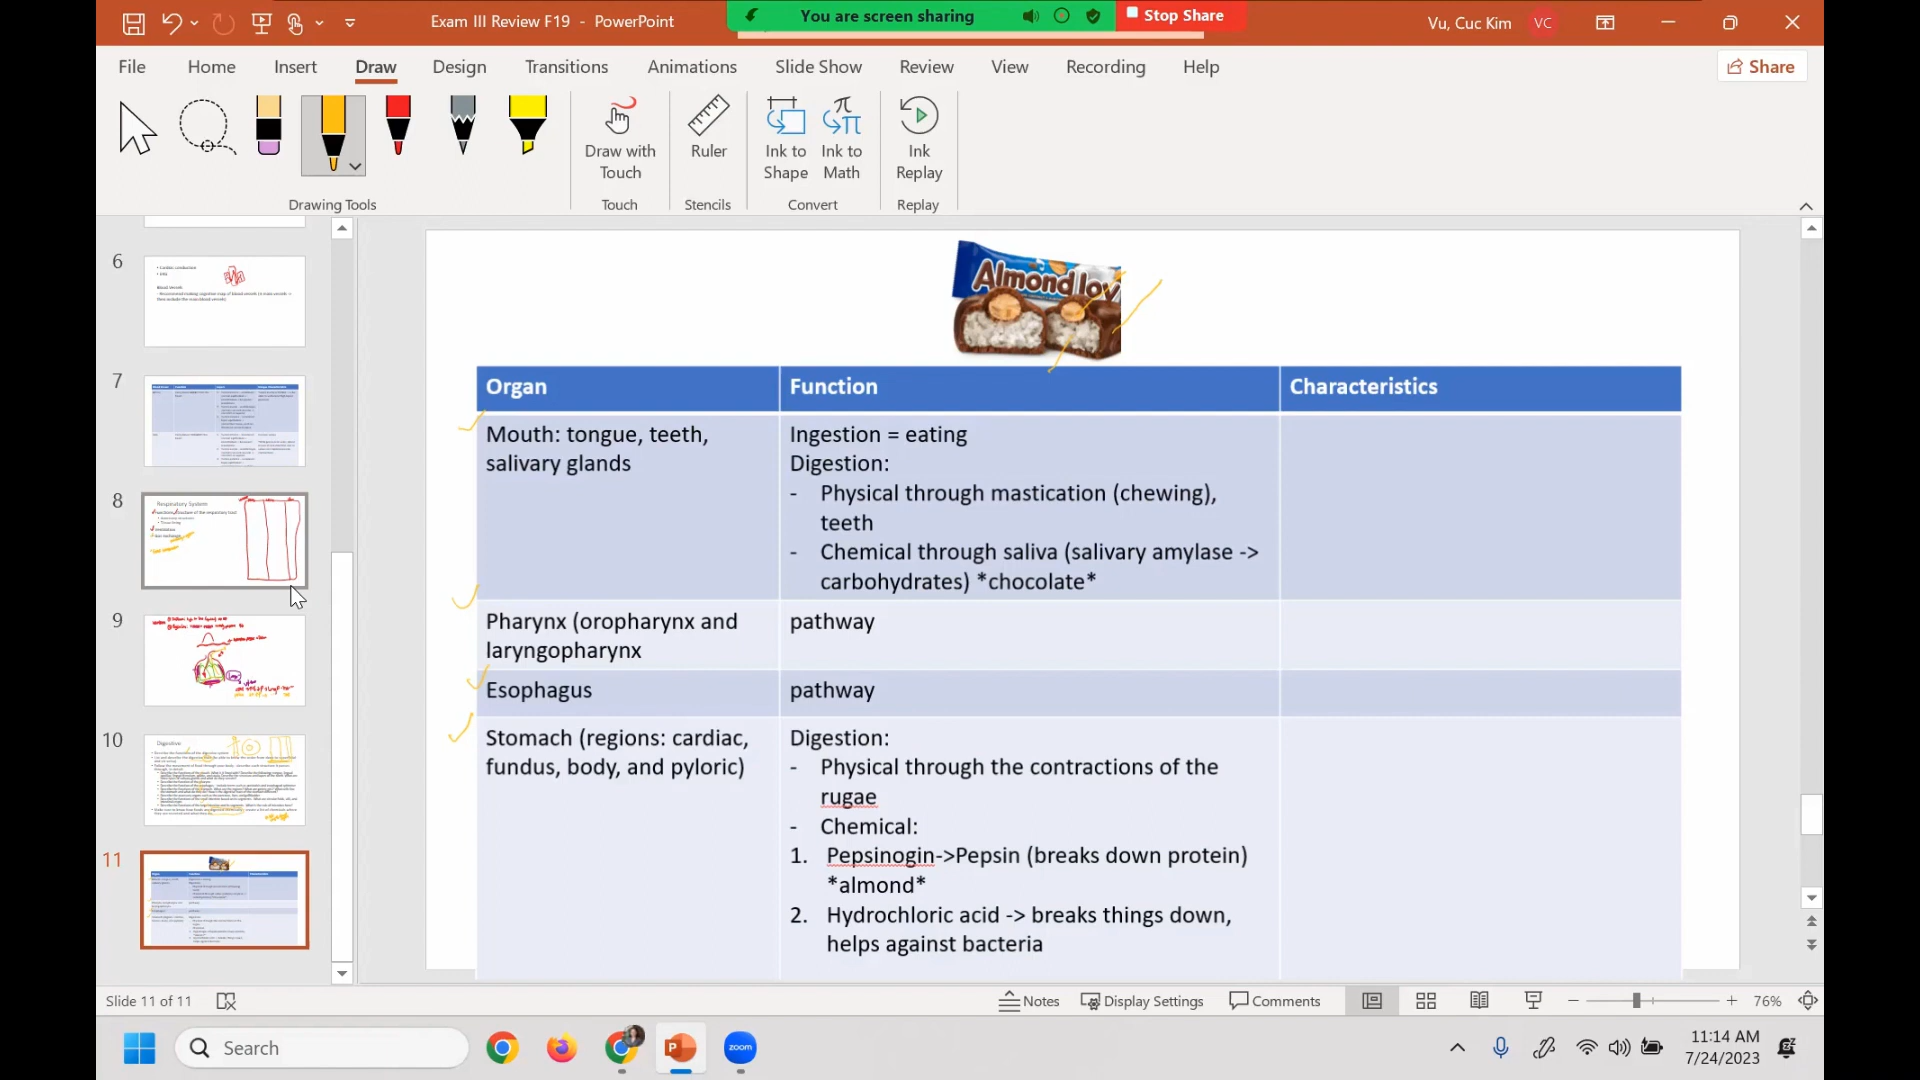 Exam III Review F19 - PowerPoint
You are screen sharing
Stop Share
Vu, Cuc Kim
VC
File Home Insert Draw Design Transitions Animations Slide Show Review View Recording Help
Share
Draw with Touch
Ruler
Ink to Shape
Ink to Math
Ink Replay
Drawing Tools
Touch
Stencils
Convert
Replay
6
7
8
Respiratory System
9
10
Digestive
11
Almond Joy
Organ Function Characteristics
Mouth: tongue, teeth,
salivary glands
Ingestion = eating
Digestion:
- Physical through mastication (chewing),
teeth
- Chemical through saliva (salivary amylase ->
carbohydrates) *chocolate*
Pharynx (oropharynx and
laryngopharynx
pathway
Esophagus
pathway
Stomach (regions: cardiac,
fundus, body, and pyloric)
Digestion:
- Physical through the contractions of the
rugae
- Chemical:
1. Pepsinogin->Pepsin (breaks down protein)
*almond*
2. Hydrochloric acid -> breaks things down,
helps against bacteria
Slide 11 of 11
Notes
Display Settings
Comments
76%
Search
zoom
11:14 AM
7/24/2023